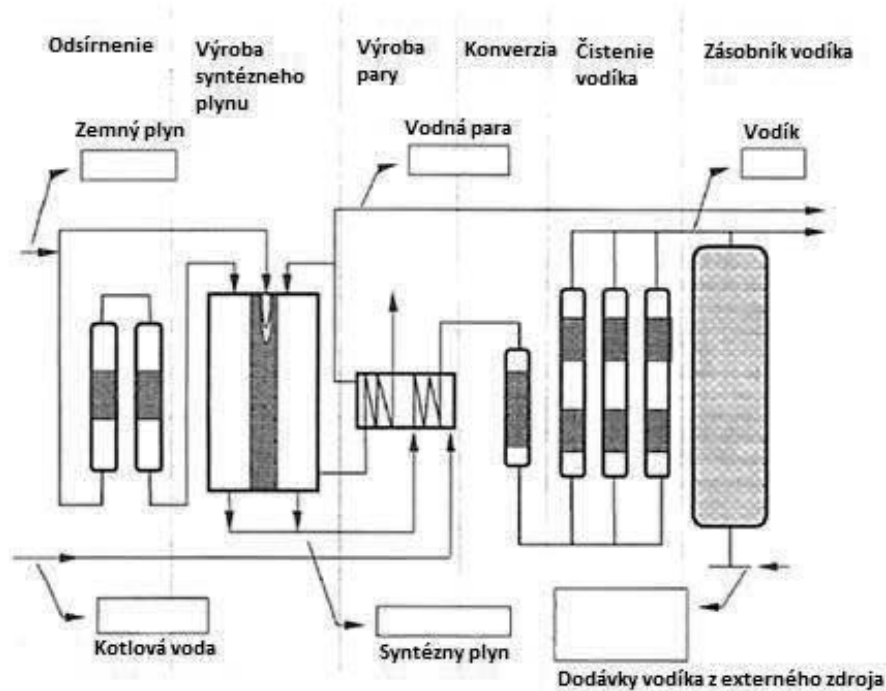 Odsírnenie
Výroba
syntézneho
plynu
Výroba
pary
Konverzia
Čistenie
vodíka
Zásobník vodíka
Zemný plyn
Vodná para
Vodík
Kotlová voda
Syntézny plyn
Dodávky vodíka z externého zdroja